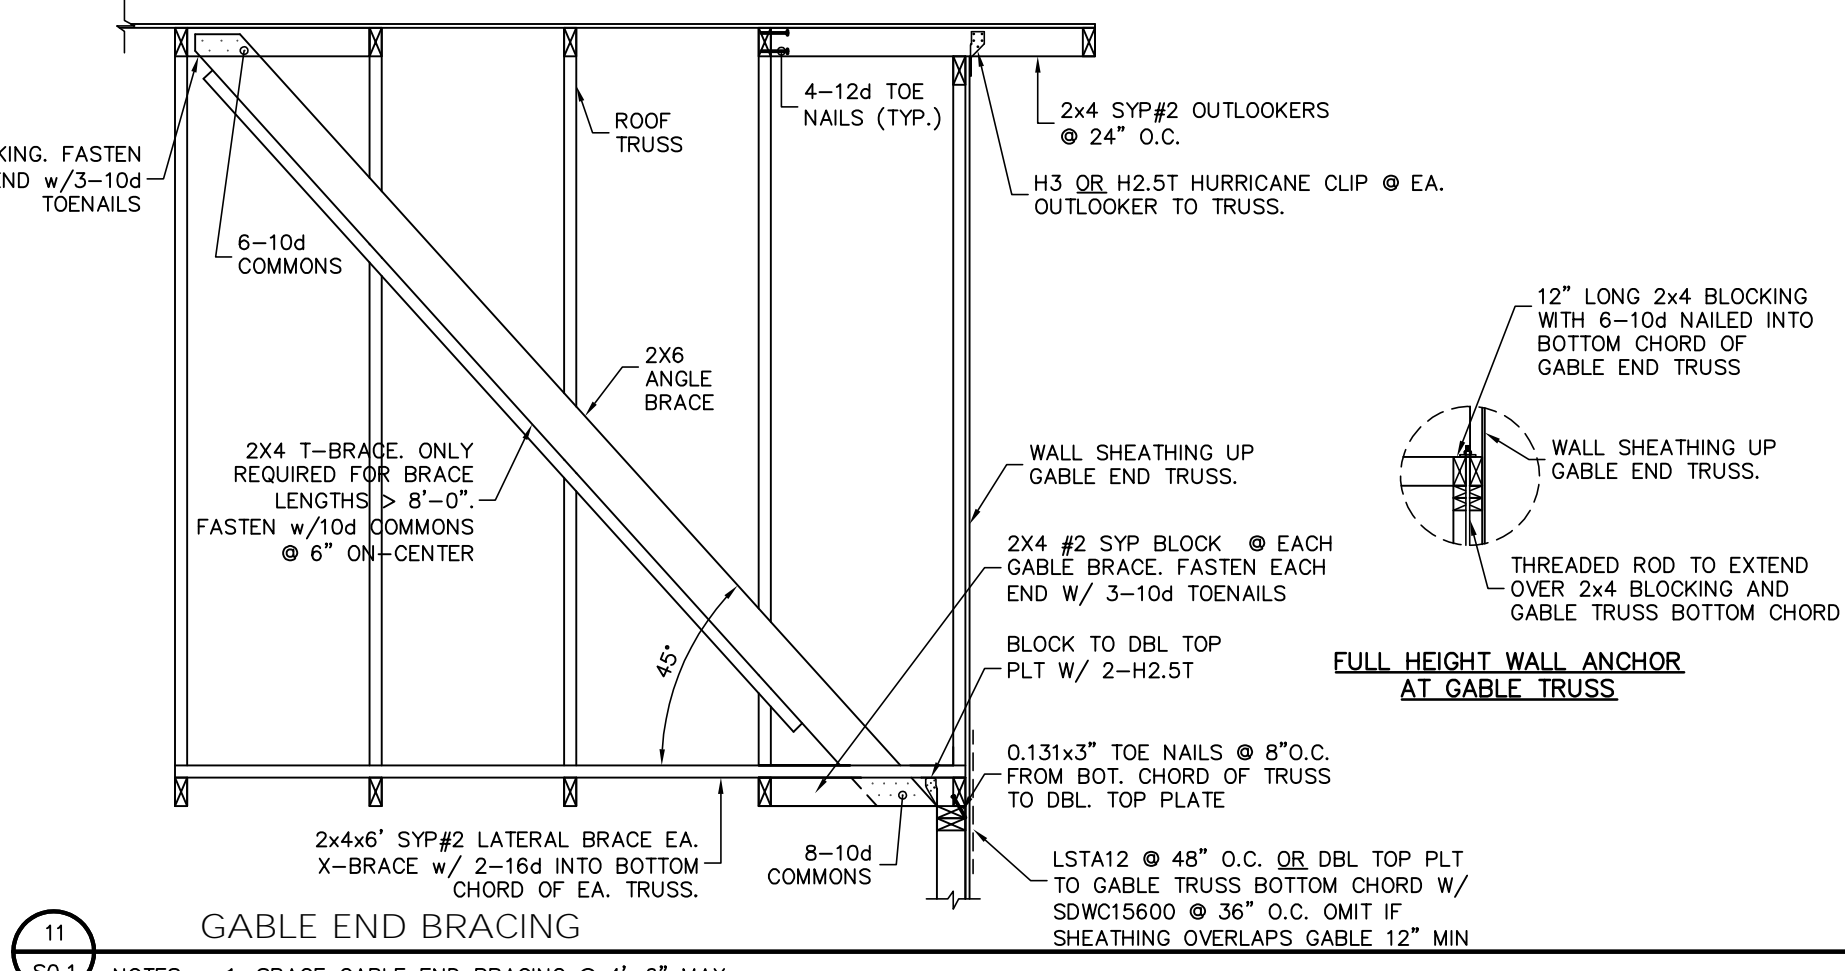 KING. FASTEN
END w/3-10d
TOENAILS
6-10d
COMMONS
ROOF
TRUSS
4-12d TOE
NAILS (TYP.)
2x4 SYP#2 OUTLOOKERS
@ 24" O.C.
H3 OR H2.5T HURRICANE CLIP @ EA.
OUTLOOKER TO TRUSS.
2X6
ANGLE
BRACE
2X4 T-BRACE. ONLY
REQUIRED FOR BRACE
LENGTHS > 8'-0".
FASTEN w/10d COMMONS
@ 6" ON-CENTER
45°
WALL SHEATHING UP
GABLE END TRUSS.
2X4 #2 SYP BLOCK @ EACH
GABLE BRACE. FASTEN EACH
END W/ 3-10d TOENAILS
BLOCK TO DBL TOP
PLT W/ 2-H2.5T
0.131x3" TOE NAILS @ 8"O.C.
FROM BOT. CHORD OF TRUSS
TO DBL. TOP PLATE
2x4x6' SYP#2 LATERAL BRACE EA.
X-BRACE w/ 2-16d INTO BOTTOM
CHORD OF EA. TRUSS.
8-10d
COMMONS
LSTA12 @ 48" O.C. OR DBL TOP PLT
TO GABLE TRUSS BOTTOM CHORD W/
SDWC15600 @ 36" O.C. OMIT IF
SHEATHING OVERLAPS GABLE 12" MIN
12" LONG 2x4 BLOCKING
WITH 6-10d NAILED INTO
BOTTOM CHORD OF
GABLE END TRUSS
WALL SHEATHING UP
GABLE END TRUSS.
THREADED ROD TO EXTEND
OVER 2x4 BLOCKING AND
GABLE TRUSS BOTTOM CHORD
FULL HEIGHT WALL ANCHOR
AT GABLE TRUSS
11
GABLE END BRACING